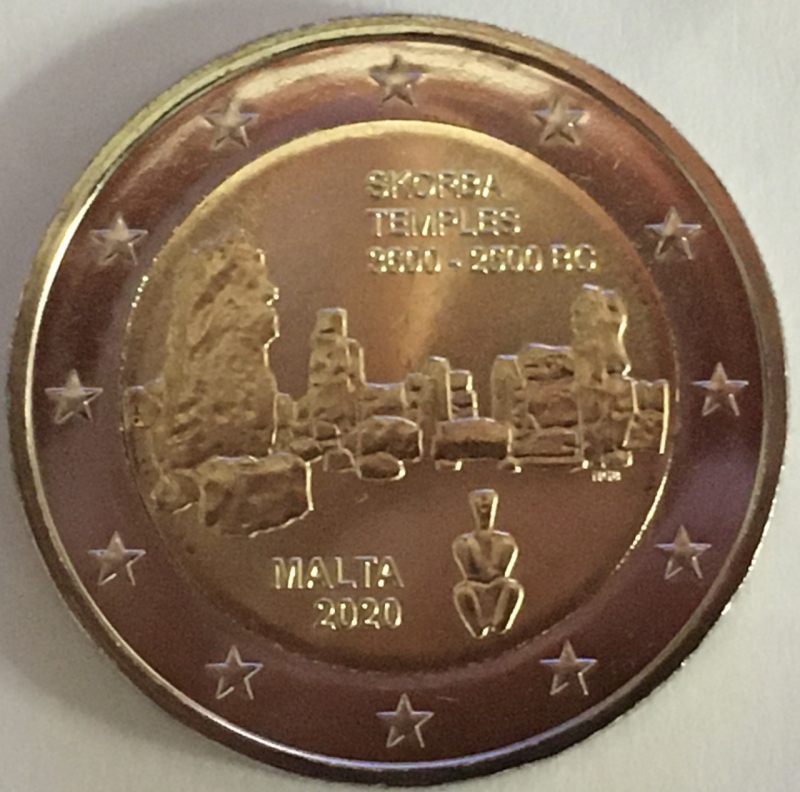 SKORBA
TEMPLES
3600 - 2500 BC
MALTA
2020